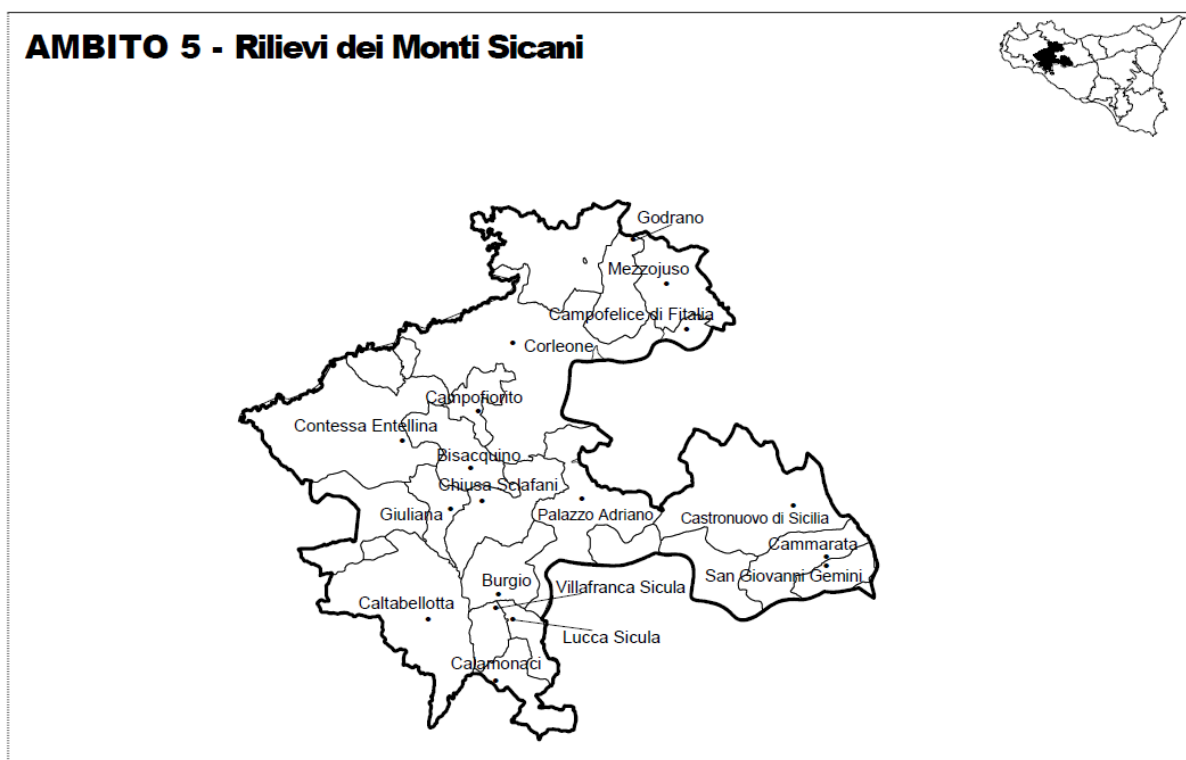 AMBITO 5 - Rilievi dei Monti Sicani
Godrano
Mezzojuso
Campofelice di Fitalia
Corleone
Campofiorito
Contessa Entellina
Bisacquino
Chiusa Sclafani
Giuliana
Palazzo Adriano
Castronuovo di Sicilia
Cammarata
San Giovanni Gemini
Burgio
Villafranca Sicula
Caltabellotta
Lucca Sicula
Calamonaci